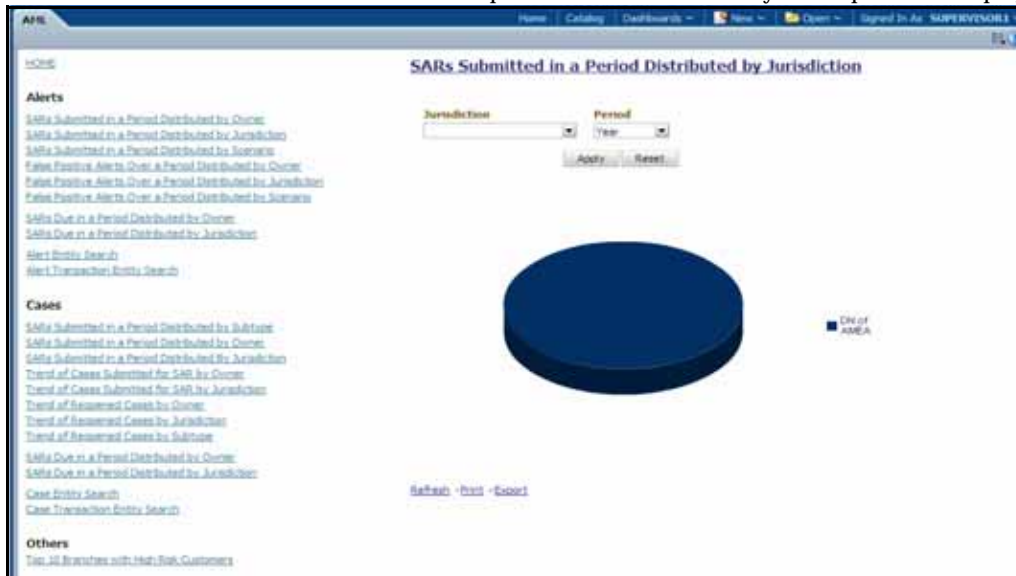 AML
Home Catalog Dashboards New Open Signed In As SUPERVISOR1
HOME
Alerts
SARs Submitted in a Period Distributed by Owner
SARs Submitted in a Period Distributed by Jurisdiction
SARs Submitted in a Period Distributed by Scenario
False Positive Alerts Over a Period Distributed by Owner
False Positive Alerts Over a Period Distributed by Jurisdiction
False Positive Alerts Over a Period Distributed by Scenario
SARs Due in a Period Distributed by Owner
SARs Due in a Period Distributed by Jurisdiction
Alert Entity Search
Alert Transaction Entity Search
Cases
SARs Submitted in a Period Distributed by Subtype
SARs Submitted in a Period Distributed by Owner
SARs Submitted in a Period Distributed By Jurisdiction
Trend of Cases Submitted for SAR by Owner
Trend of Cases Submitted for SAR by Jurisdiction
Trend of Reopened Cases by Owner
Trend of Reopened Cases by Jurisdiction
Trend of Reopened Cases by Subtype
SARs Due in a Period Distributed by Owner
SARs Due in a Period Distributed by Jurisdiction
Case Entity Search
Case Transaction Entity Search
Others
Top 10 Branches with High Risk Customers
SARs Submitted in a Period Distributed by Jurisdiction
Jurisdiction Period
Year
Apply Reset
DN of
AMEA
Refresh - Print - Export